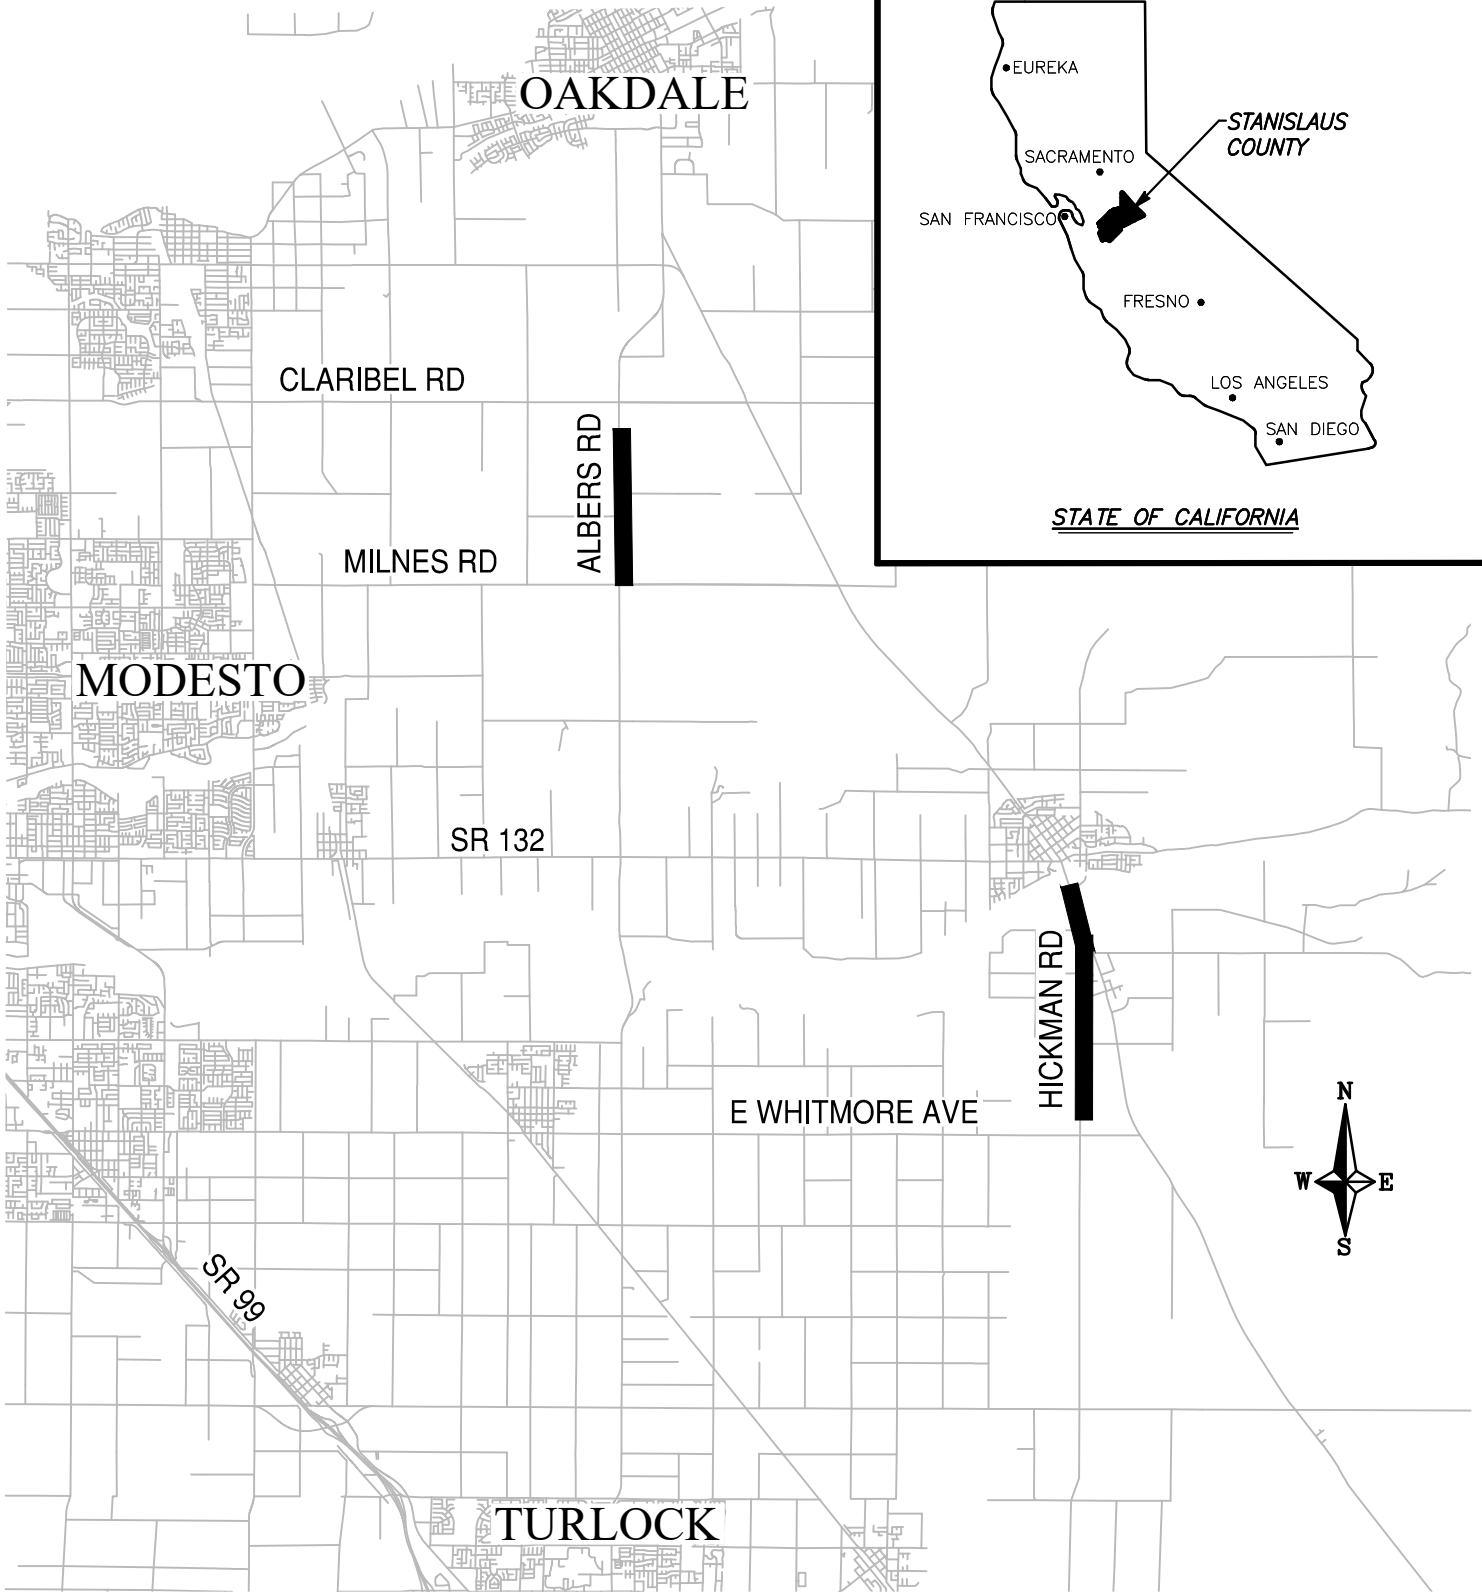 OAKDALE
EUREKA
STANISLAUS
COUNTY
SACRAMENTO
SAN FRANCISCO
FRESNO
LOS ANGELES
SAN DIEGO
STATE OF CALIFORNIA
CLARIBEL RD
ALBERS RD
MILNES RD
MODESTO
SR 132
HICKMAN RD
E WHITMORE AVE
N
W
E
S
SR 99
TURLOCK